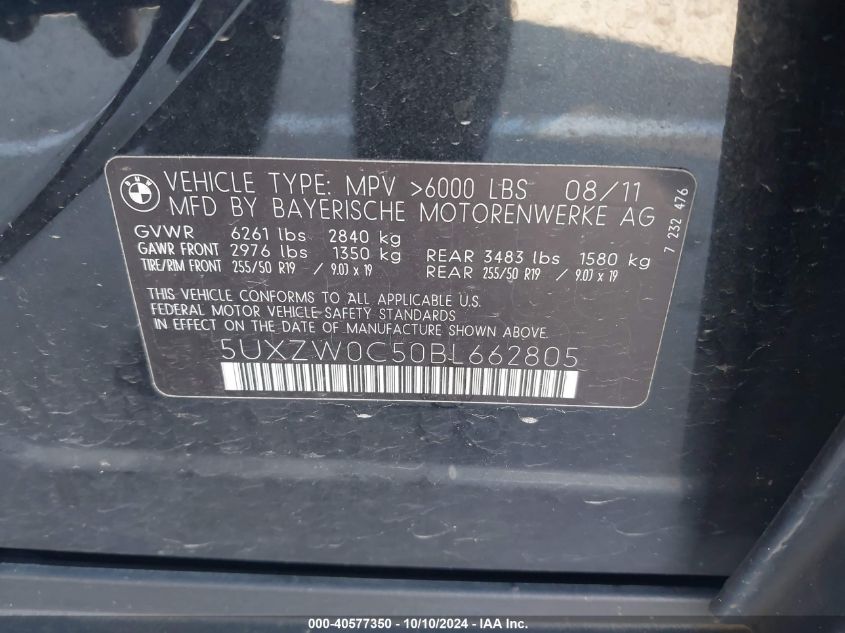 BMW
VEHICLE TYPE: MPV >6000 LBS 08/11
MFD BY BAYERISCHE MOTORENWERKE AG
GVWR 6261 lbs 2840 kg
GAWR FRONT 2976 lbs 1350 kg REAR 3483 lbs 1580 kg
TIRE/RIM FRONT 255/50 R19 / 9.0J x 19 REAR 255/50 R19 / 9.0J x 19
THIS VEHICLE CONFORMS TO ALL APPLICABLE U.S.
FEDERAL MOTOR VEHICLE SAFETY STANDARDS
IN EFFECT ON THE DATE OF MANUFACTURE SHOWN ABOVE
5UXZW0C50BL662805
7 232 476
000-40577350 - 10/10/2024 - IAA Inc.